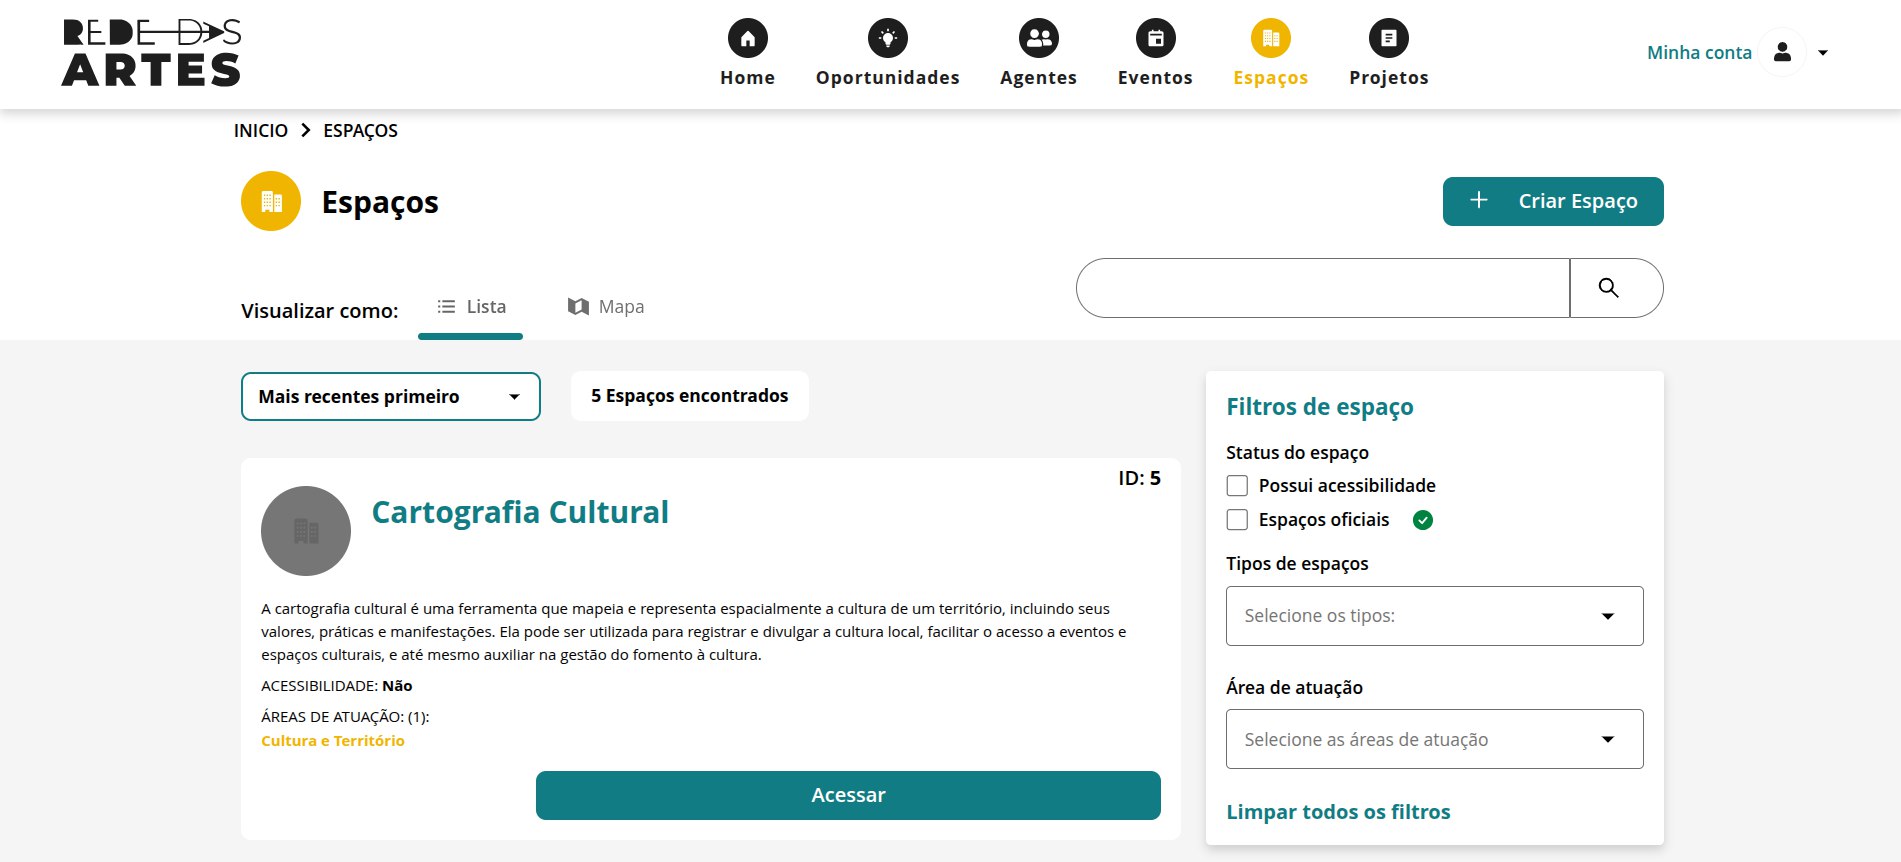 REDE DAS
ARTES
Home
Oportunidades
Agentes
Eventos
Espaços
Projetos
Minha conta
INICIO
ESPAÇOS
Espaços
Criar Espaço
Visualizar como:
Lista
Mapa
Mais recentes primeiro
5 Espaços encontrados
ID: 5
Cartografia Cultural
A cartografia cultural é uma ferramenta que mapeia e representa espacialmente a cultura de um território, incluindo seus
valores, práticas e manifestações. Ela pode ser utilizada para registrar e divulgar a cultura local, facilitar o acesso a eventos e
espaços culturais, e até mesmo auxiliar na gestão do fomento à cultura.
ACESSIBILIDADE: Não
ÁREAS DE ATUAÇÃO: (1):
Cultura e Território
Acessar
Filtros de espaço
Status do espaço
Possui acessibilidade
Espaços oficiais
Tipos de espaços
Selecione os tipos:
Área de atuação
Selecione as áreas de atuação
Limpar todos os filtros